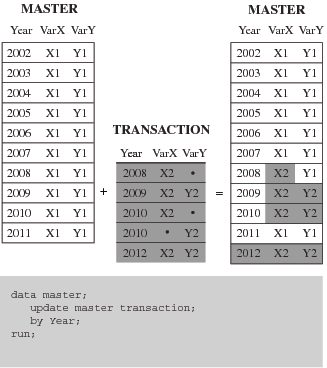 MASTER
Year VarX VarY
2002 X1 Y1
2003 X1 Y1
2004 X1 Y1
2005 X1 Y1
2006 X1 Y1
2007 X1 Y1
2008 X1 Y1
2009 X1 Y1
2010 X1 Y1
2011 X1 Y1
+
TRANSACTION
Year VarX VarY
2008 X2 •
2009 X2 Y2
2010 X2 •
2010 • Y2
2012 X2 Y2
=
MASTER
Year VarX VarY
2002 X1 Y1
2003 X1 Y1
2004 X1 Y1
2005 X1 Y1
2006 X1 Y1
2007 X1 Y1
2008 X2 Y1
2009 X2 Y2
2010 X2 Y2
2011 X1 Y1
2012 X2 Y2
data master;
update master transaction;
by Year;
run;